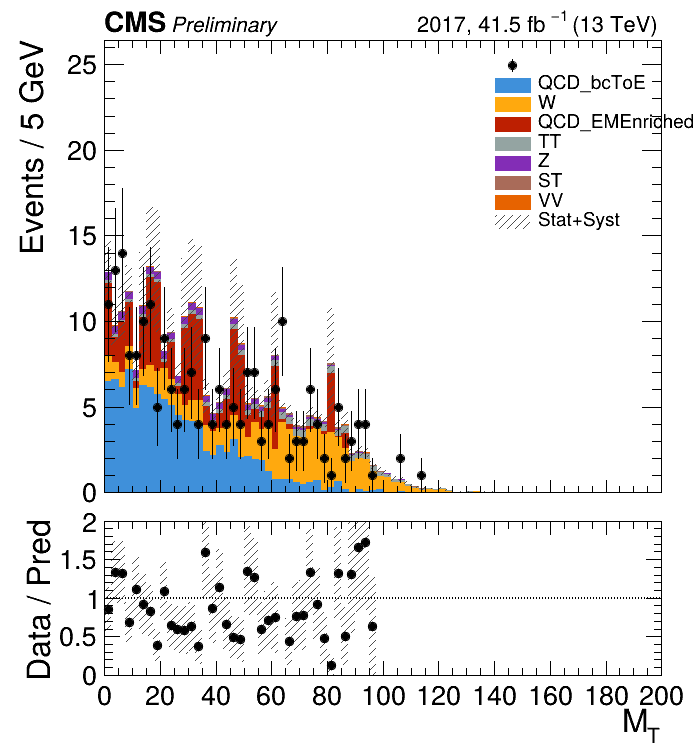 CMS Preliminary 2017, 41.5 fb⁻¹ (13 TeV)
Events / 5 GeV
25
20
15
10
5
0
QCD_bcToE
W
QCD_EMEnriched
TT
Z
ST
VV
Stat+Syst
Data / Pred
2
1.5
1
0.5
0
0 20 40 60 80 100 120 140 160 180 200
M_T